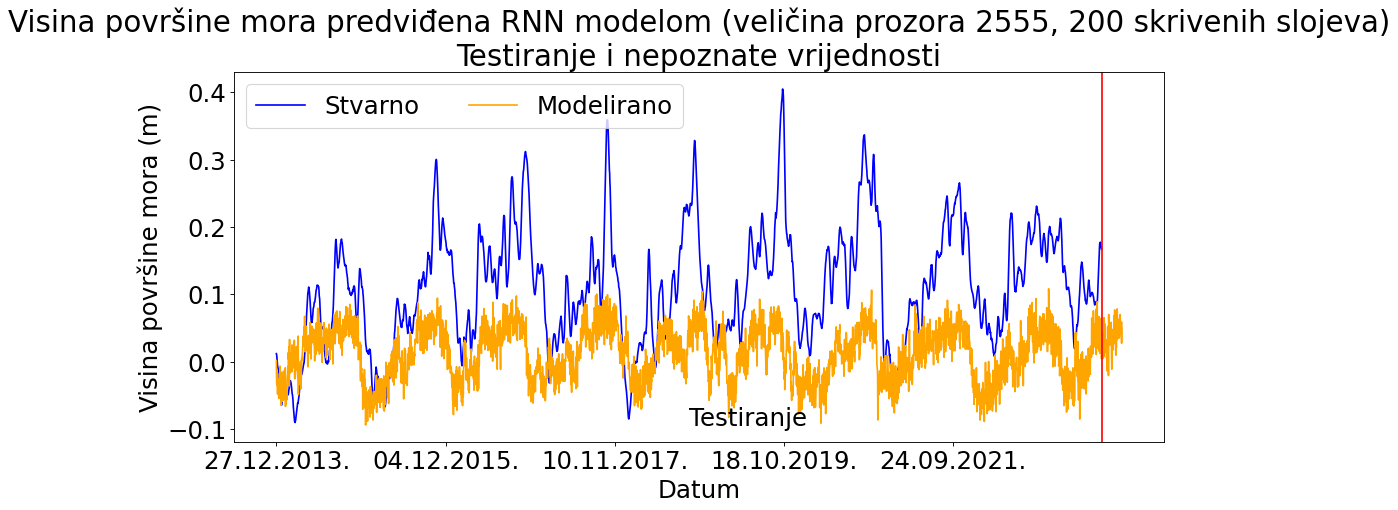 Visina površine mora predviđena RNN modelom (veličina prozora 2555, 200 skrivenih slojeva)
Testiranje i nepoznate vrijednosti
Stvarno
Modelirano
Visina površine mora (m)
0.4
0.3
0.2
0.1
0.0
−0.1
Testiranje
27.12.2013.
04.12.2015.
10.11.2017.
18.10.2019.
24.09.2021.
Datum